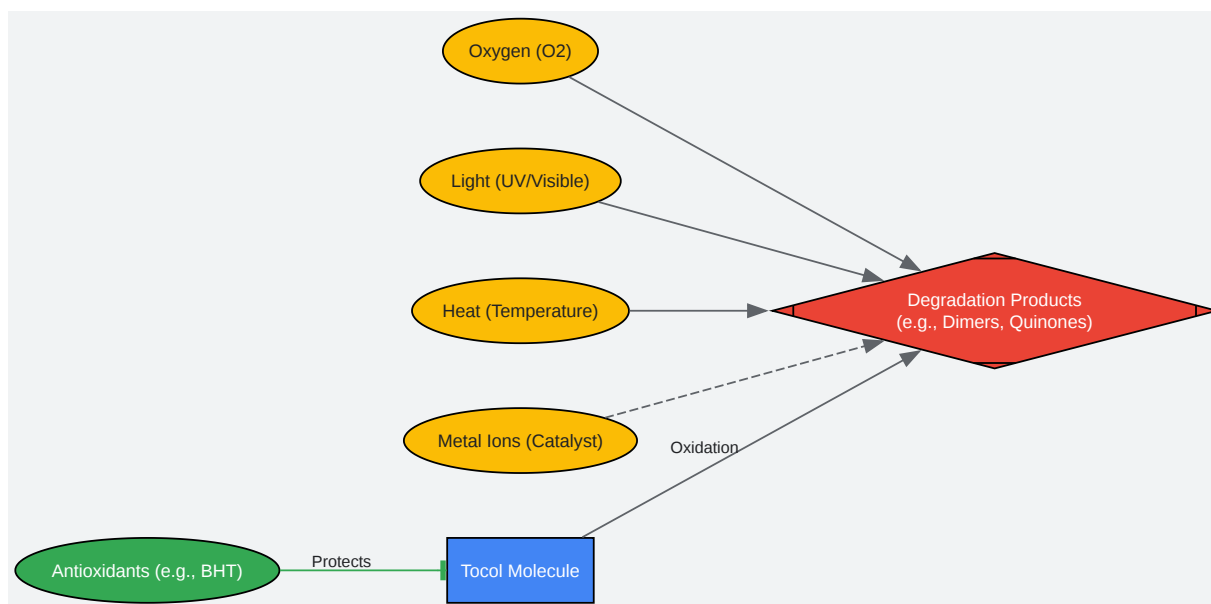 Oxygen (O2)
Light (UV/Visible)
Heat (Temperature)
Degradation Products
(e.g., Dimers, Quinones)
Metal Ions (Catalyst)
Oxidation
Antioxidants (e.g., BHT)
Protects
Tocol Molecule